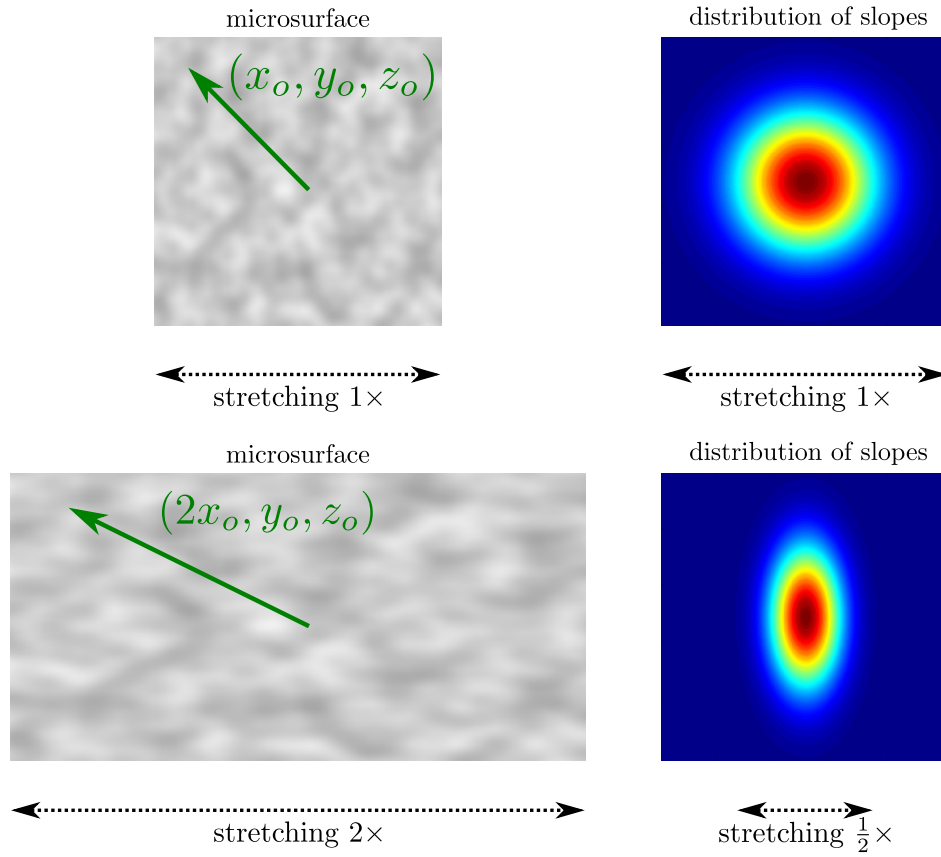 microsurface
distribution of slopes
(x_o, y_o, z_o)
stretching 1×
stretching 1×
microsurface
distribution of slopes
(2x_o, y_o, z_o)
stretching 2×
stretching 1/2×